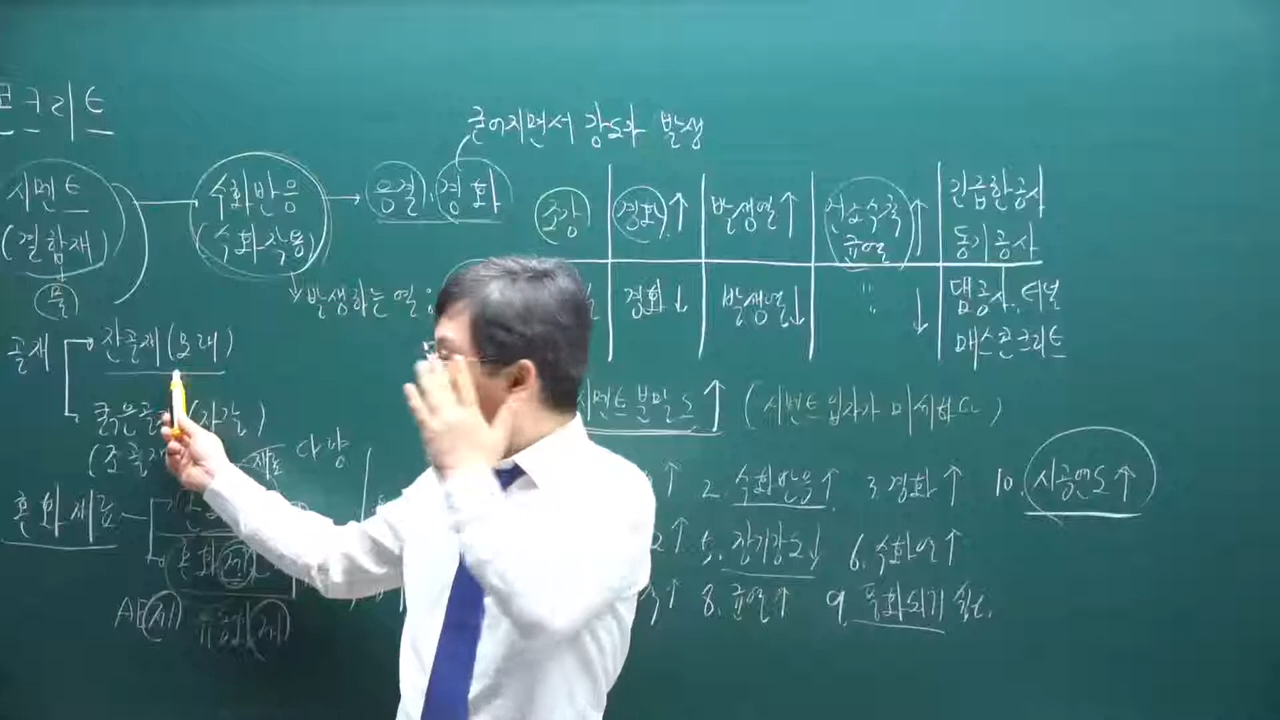 콘크리트
굳어지면서 강도가 발생
시멘트
(결합재)
물
수화반응
(수화작용)
응결, 경화
발생하는 열
조강
경화↑
발생열↑
건조수축
균열 ↑
긴급한공사
동기공사
경화↓
발생열↓
" ↓
댐공사, 터널
매스콘크리트
골재
잔골재(모래)
굵은골 (자갈)
(조골재
다양
혼화재료
혼화
AE(제)
시멘트 분말도↑ (시멘트 입자가 미세하다)
2. 수화반응↑
3. 경화↑
10. 시공연도↑
5. 장기강도↓
6. 수화열↑
8. 균열↑
9. 풍화되기 쉽다.